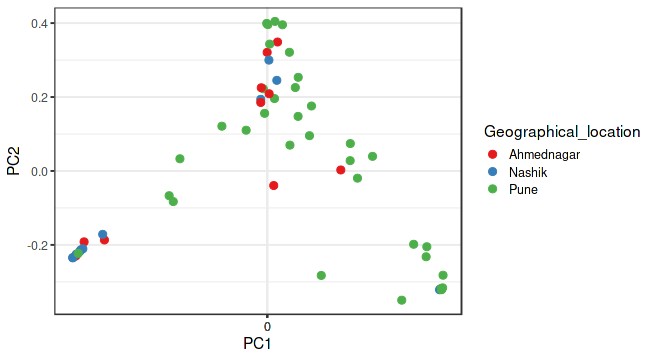 0.4
0.2
0.0
-0.2
PC2
0
PC1
Geographical_location
Ahmednagar
Nashik
Pune